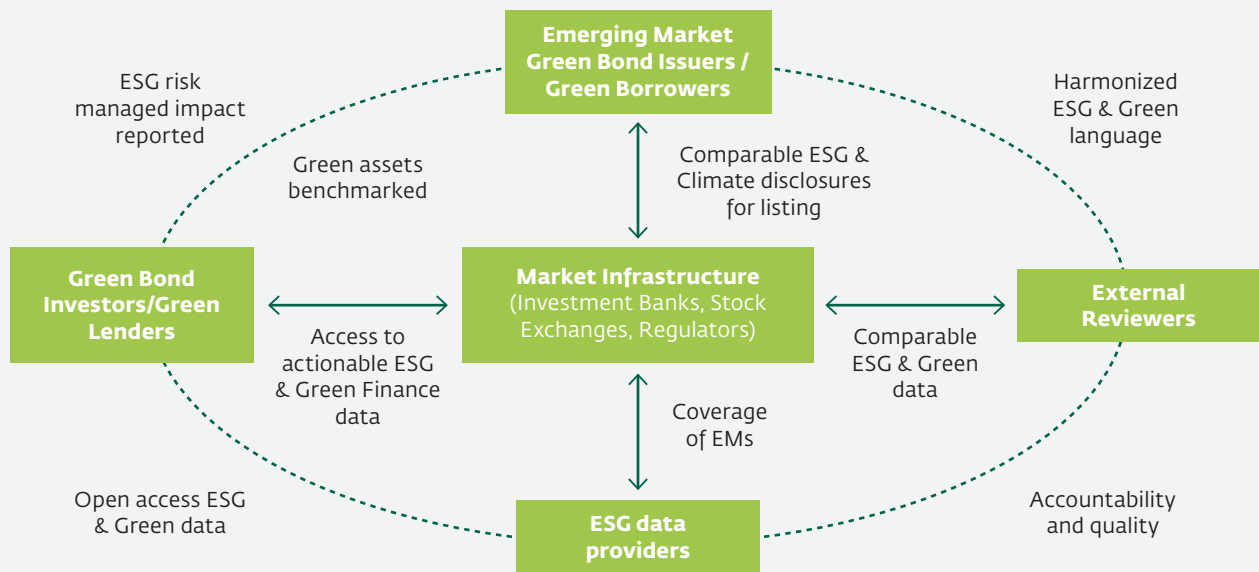 Emerging Market
Green Bond Issuers /
Green Borrowers
ESG risk
managed impact
reported
Harmonized
ESG & Green
language
Green assets
benchmarked
Comparable ESG &
Climate disclosures
for listing
Green Bond
Investors/Green
Lenders
Market Infrastructure
(Investment Banks, Stock
Exchanges, Regulators)
External
Reviewers
Access to
actionable ESG
& Green Finance
data
Comparable
ESG & Green
data
Coverage
of EMs
Open access ESG
& Green data
Accountability
and quality
ESG data
providers